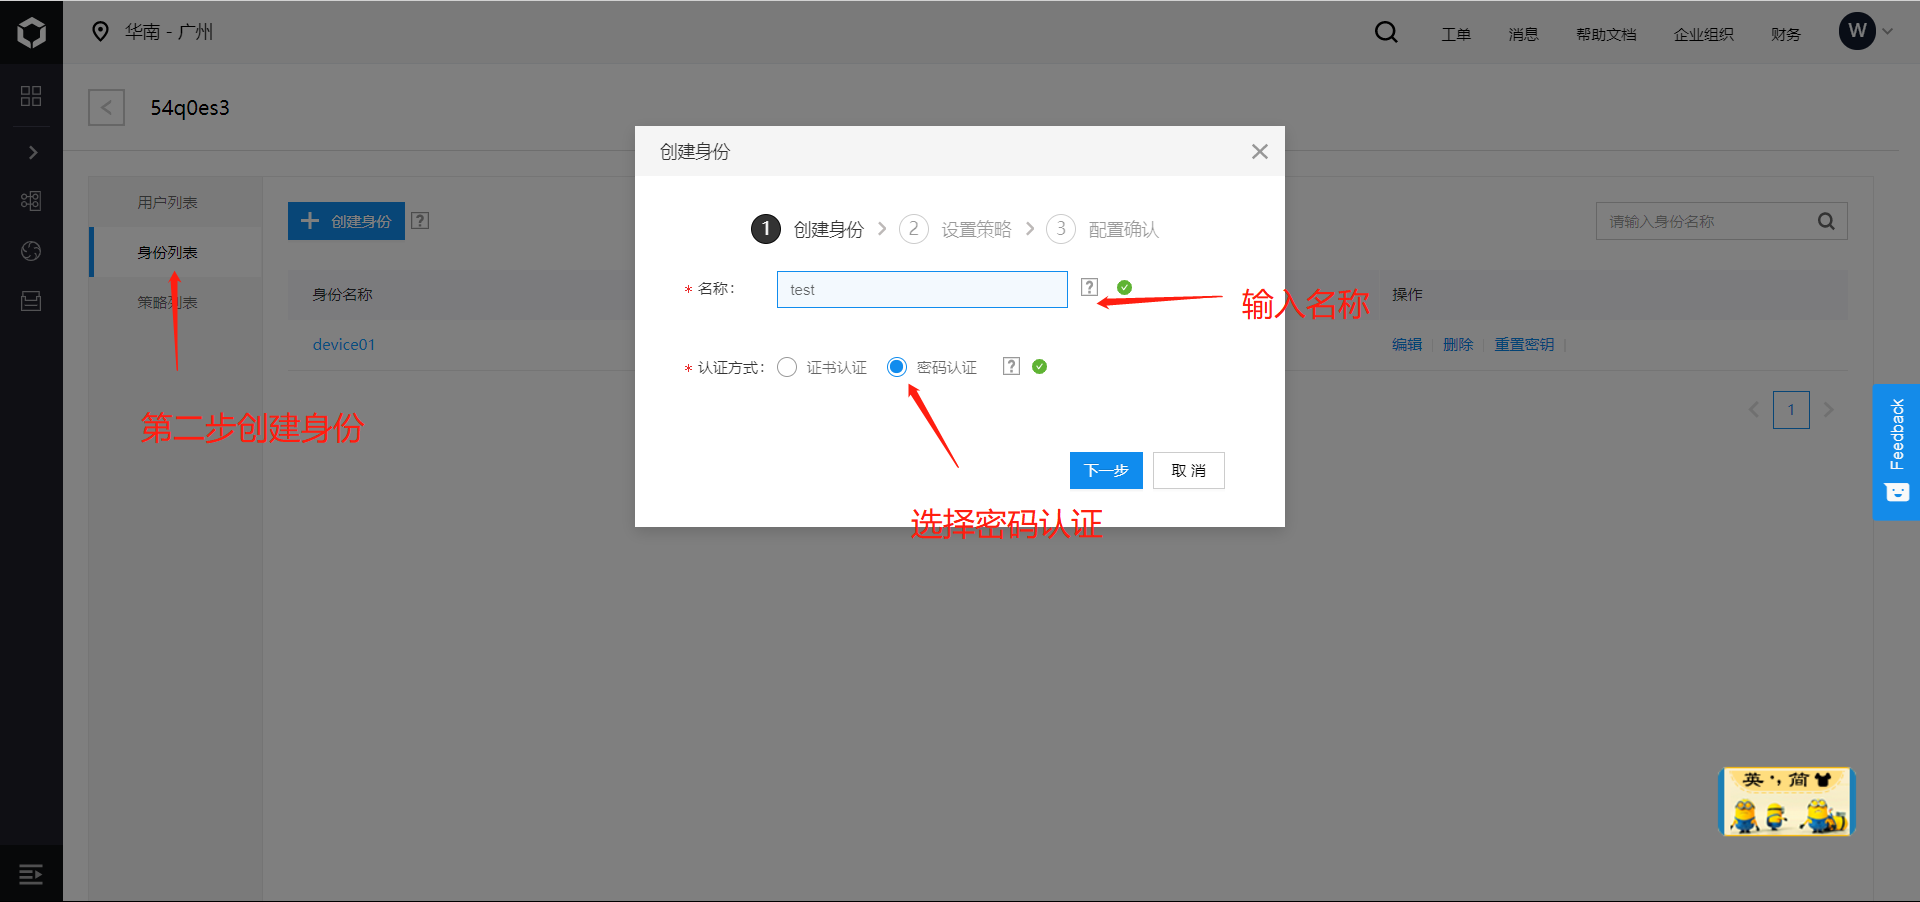 华南 - 广州
工单
消息
帮助文档
企业组织
财务
W
54q0es3
用户列表
身份列表
策略列表
创建身份
?
请输入身份名称
身份名称
操作
device01
编辑
删除
重置密钥
1
第二步创建身份
创建身份
1 创建身份
2 设置策略
3 配置确认
* 名称：
test
?
输入名称
* 认证方式：
证书认证
密码认证
?
下一步
取 消
选择密码认证
Feedback
英 •, 简